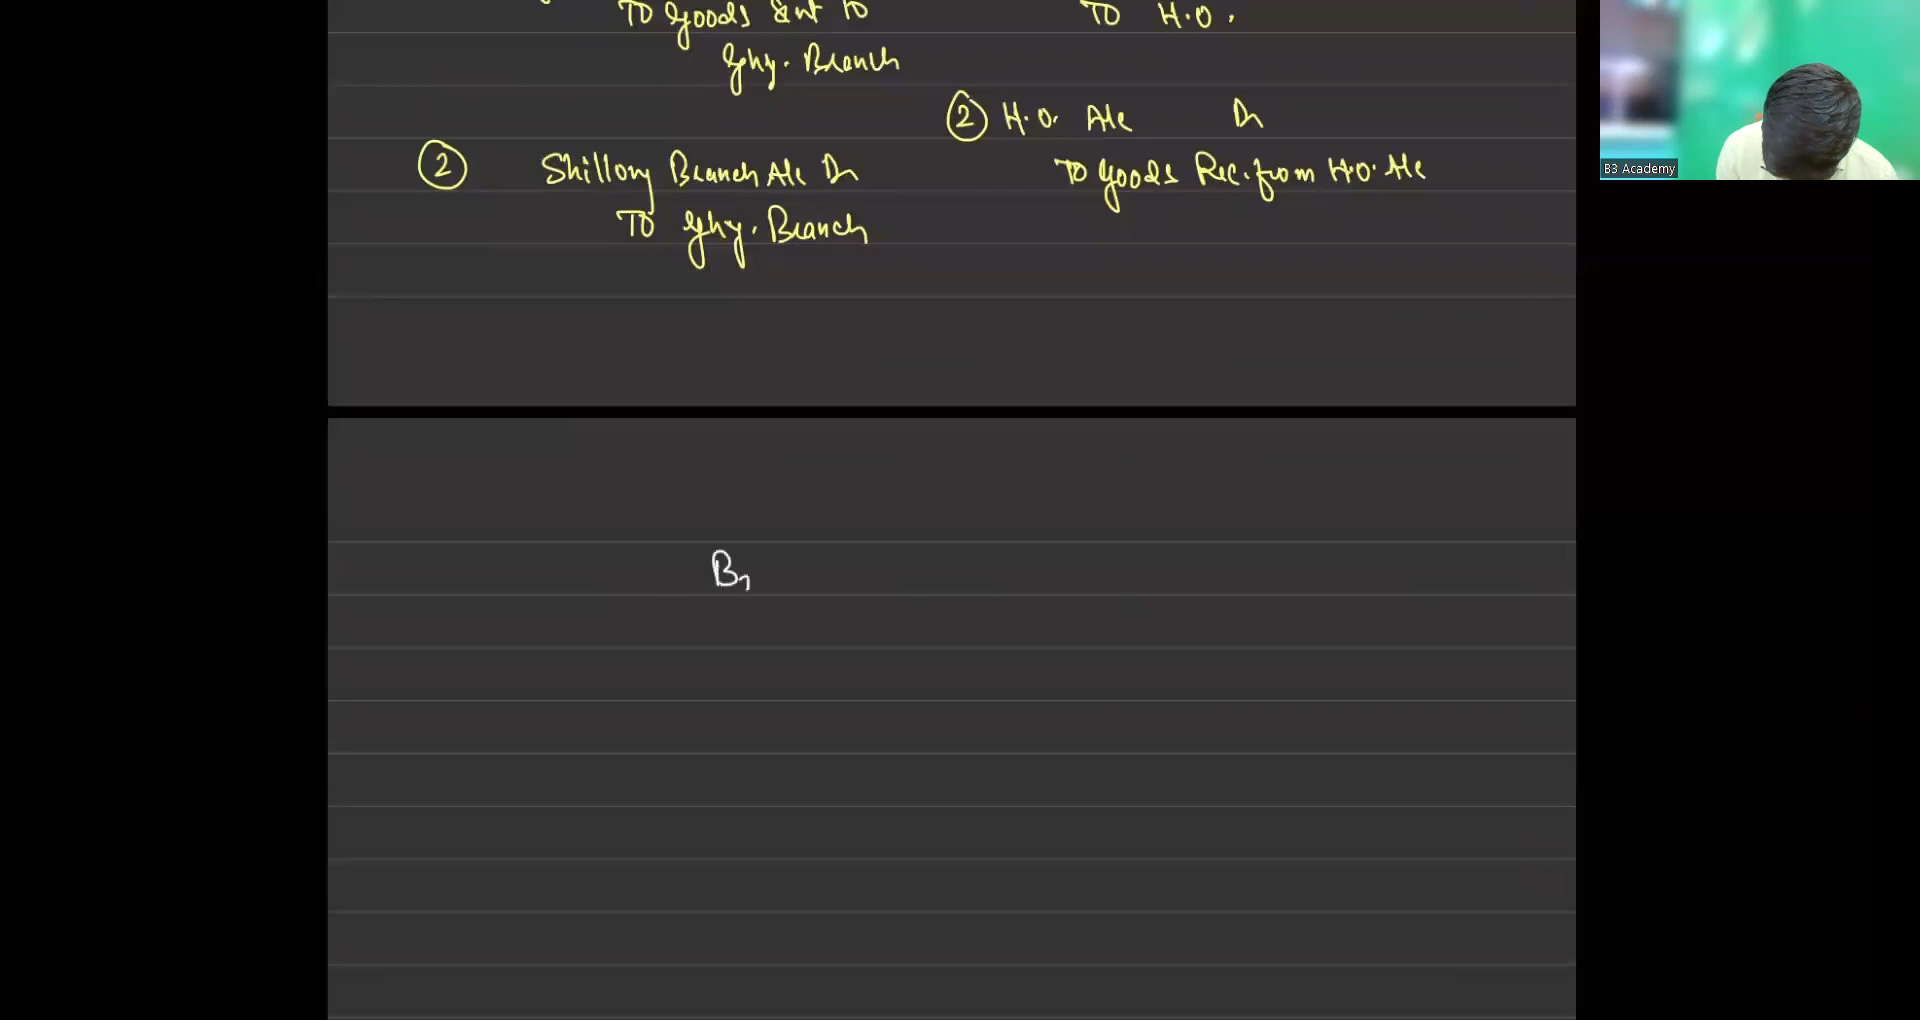 To Goods Sent to
Ghy. Branch
To H.O.
② H.O. A/c Dr
To Goods Rec. from H.O. A/c
② Shillong Branch A/c Dr
To Ghy. Branch
B
B3 Academy